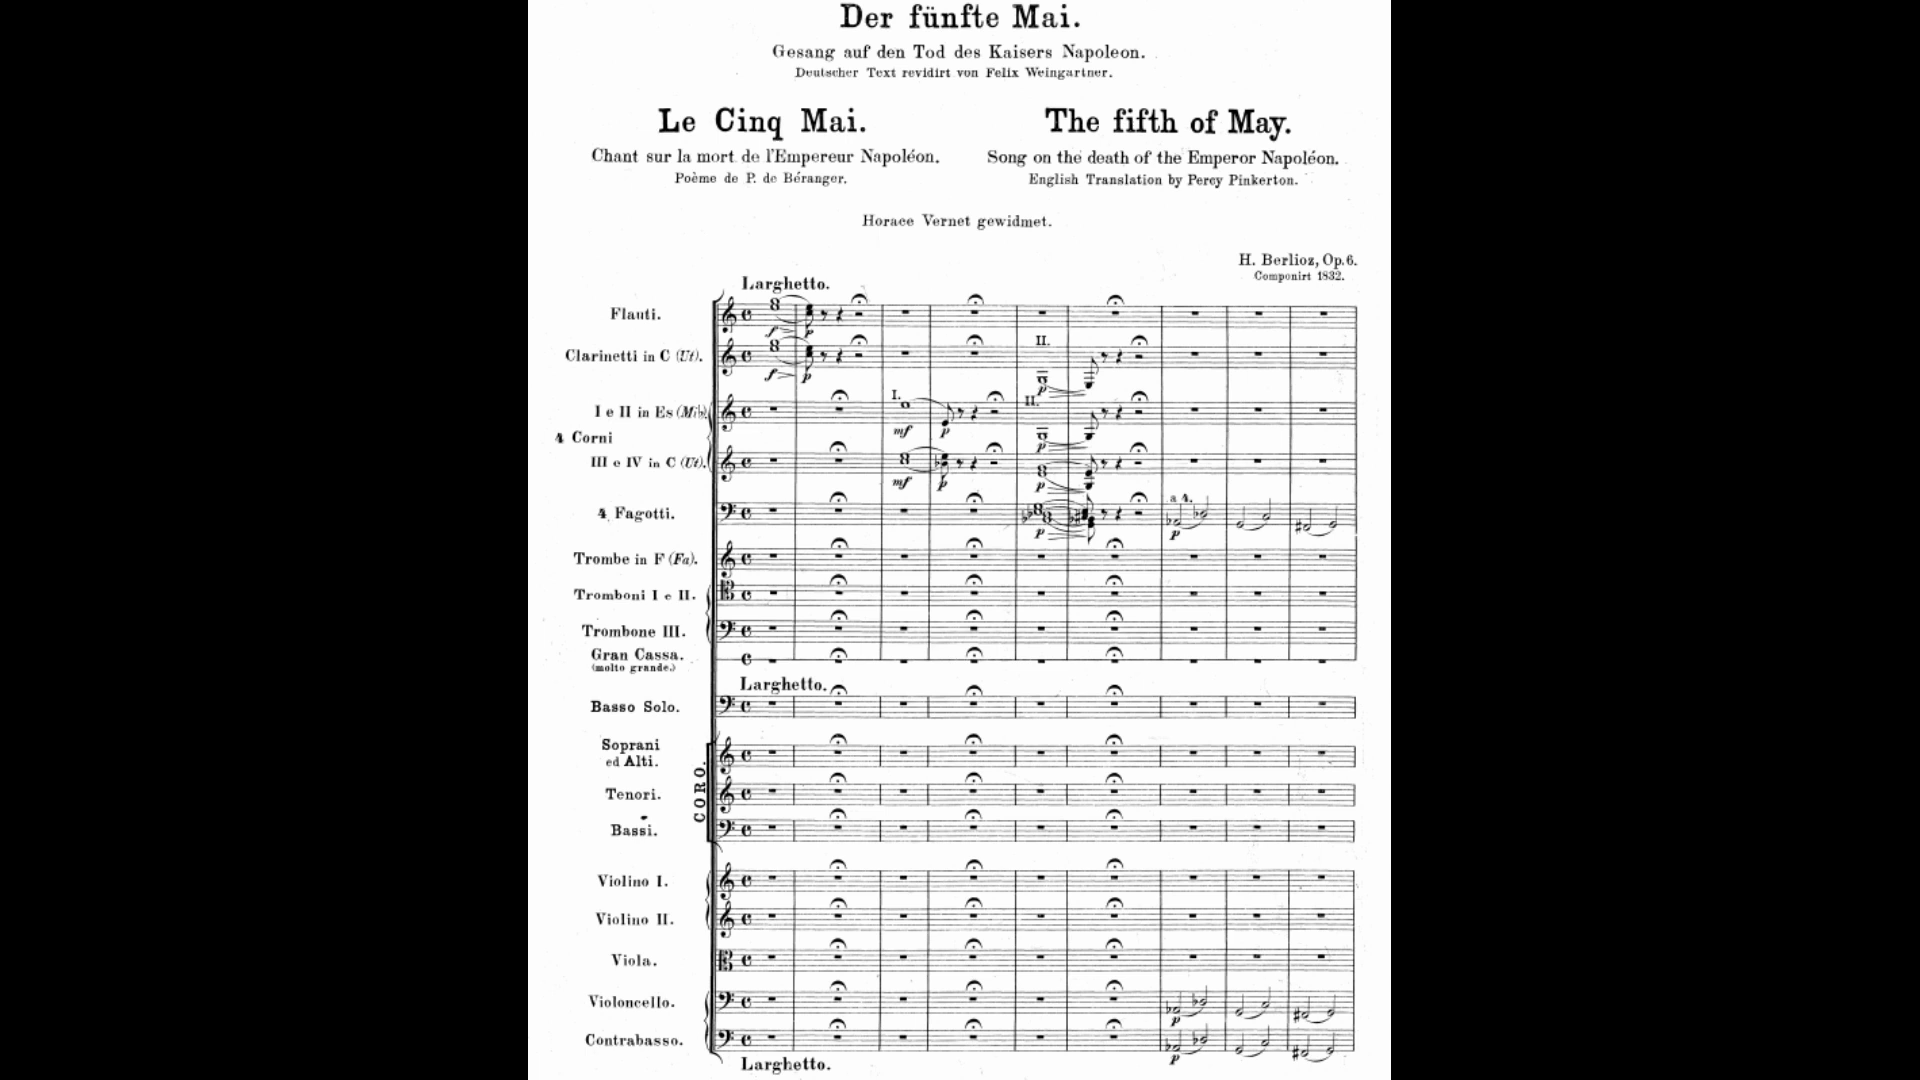 Der fünfte Mai.
Gesang auf den Tod des Kaisers Napoleon.
Deutscher Text revidirt von Felix Weingartner.
Le Cinq Mai.
Chant sur la mort de l'Empereur Napoléon.
Poème de P. de Béranger.
The fifth of May.
Song on the death of the Emperor Napoléon.
English Translation by Percy Pinkerton.
Horace Vernet gewidmet.
H. Berlioz, Op. 6.
Componirt 1832.
Larghetto.
Flauti.
f p
Clarinetti in C (Ut).
f p
II.
p
4 Corni
I e II in Es (Mib).
I.
mf p
II.
p
III e IV in C (Ut).
mf p
p
4 Fagotti.
p
a 4.
p
Trombe in F (Fa).
Tromboni I e II.
Trombone III.
Gran Cassa.
(molto grande.)
Larghetto.
Basso Solo.
CORO.
Soprani
ed Alti.
Tenori.
Bassi.
Violino I.
Violino II.
Viola.
Violoncello.
p
Contrabasso.
p
Larghetto.